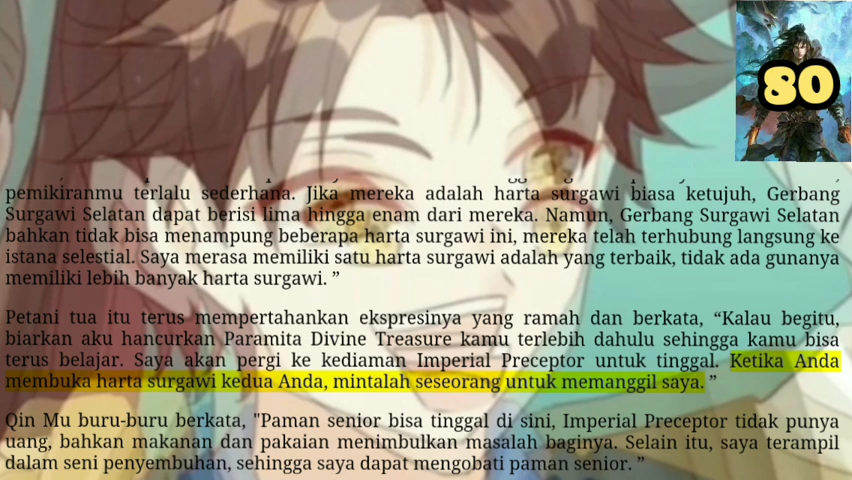 80
pemikiranmu terlalu sederhana. Jika mereka adalah harta surgawi biasa ketujuh, Gerbang
Surgawi Selatan dapat berisi lima hingga enam dari mereka. Namun, Gerbang Surgawi Selatan
bahkan tidak bisa menampung beberapa harta surgawi ini, mereka telah terhubung langsung ke
istana selestial. Saya merasa memiliki satu harta surgawi adalah yang terbaik, tidak ada gunanya
memiliki lebih banyak harta surgawi. ”
Petani tua itu terus mempertahankan ekspresinya yang ramah dan berkata, “Kalau begitu,
biarkan aku hancurkan Paramita Divine Treasure kamu terlebih dahulu sehingga kamu bisa
terus belajar. Saya akan pergi ke kediaman Imperial Preceptor untuk tinggal. Ketika Anda
membuka harta surgawi kedua Anda, mintalah seseorang untuk memanggil saya. ”
Qin Mu buru-buru berkata, "Paman senior bisa tinggal di sini, Imperial Preceptor tidak punya
uang, bahkan makanan dan pakaian menimbulkan masalah baginya. Selain itu, saya terampil
dalam seni penyembuhan, sehingga saya dapat mengobati paman senior. ”